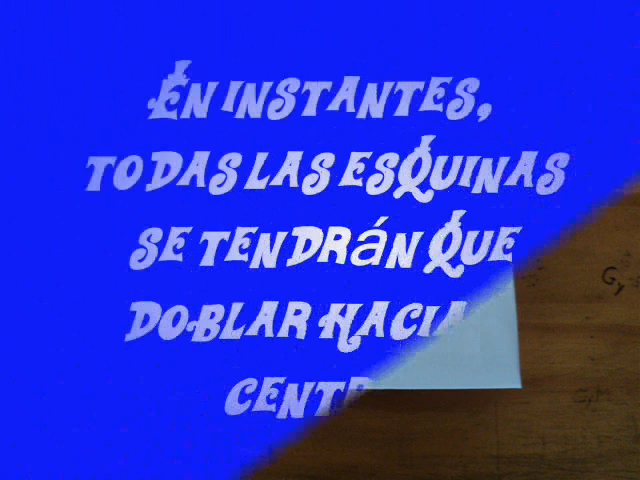 EN INSTANTES,
TODAS LAS ESQUINAS
SE TENDRáN QUE
DOBLAR HACIA